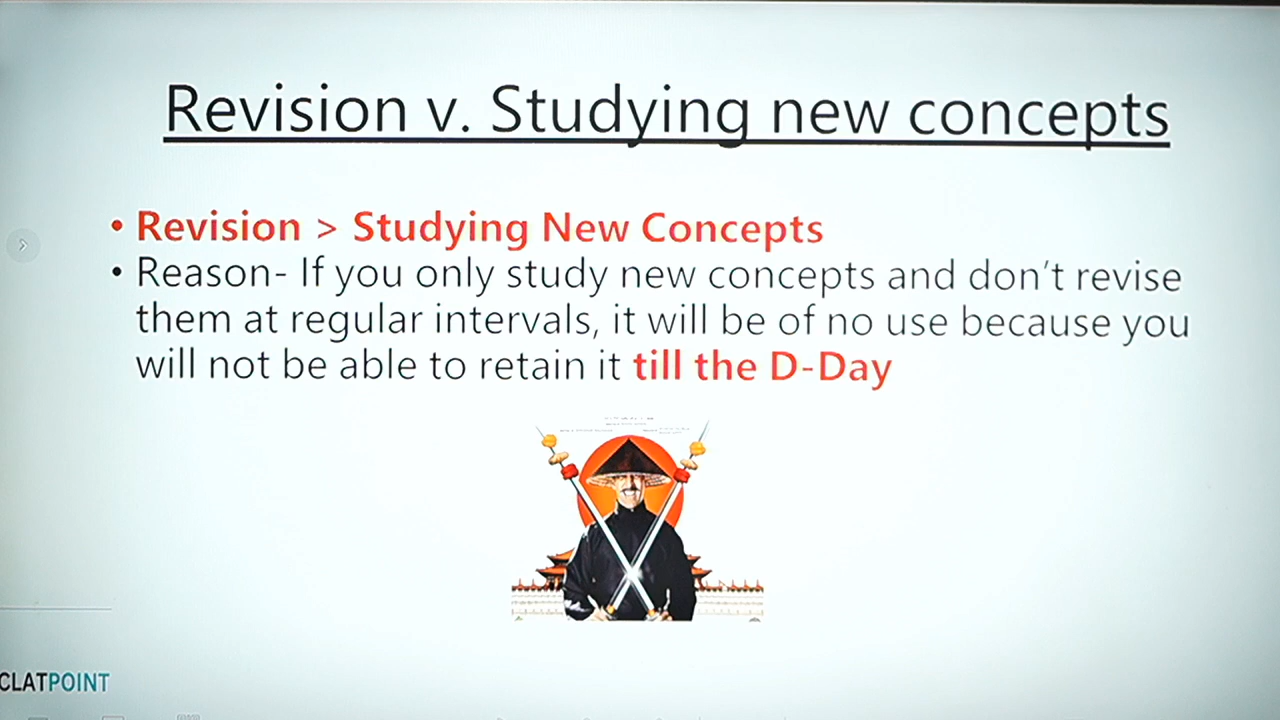 Revision v. Studying new concepts
• Revision > Studying New Concepts
• Reason- If you only study new concepts and don't revise
them at regular intervals, it will be of no use because you
will not be able to retain it till the D-Day
CLATPOINT